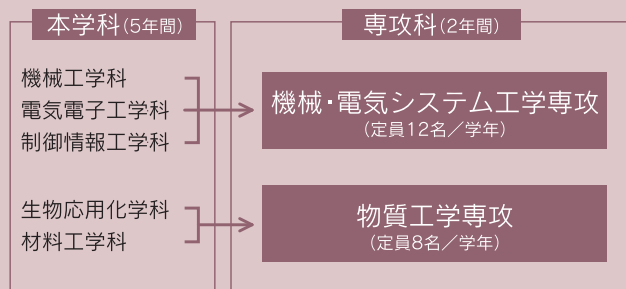 本学科(5年間)
専攻科(2年間)
機械工学科
電気電子工学科
制御情報工学科
機械・電気システム工学専攻
(定員12名/学年)
生物応用化学科
材料工学科
物質工学専攻
(定員8名/学年)